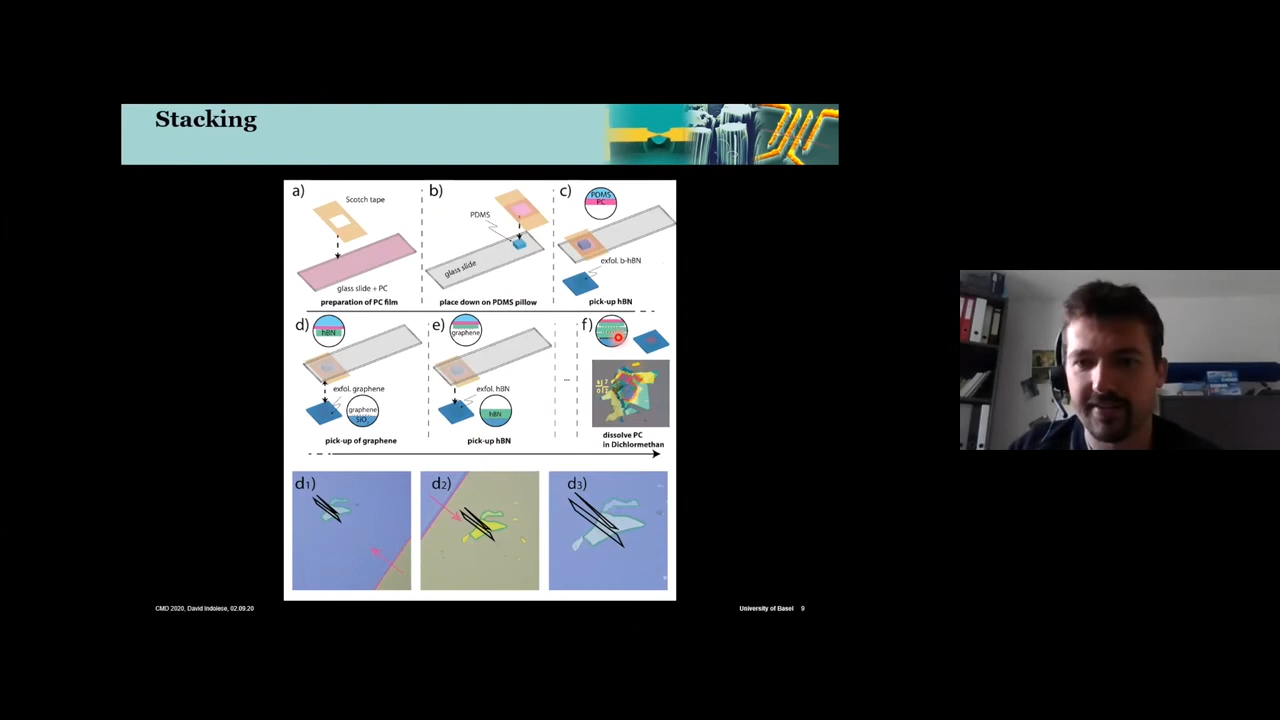 Stacking
a)
Scotch tape
glass slide + PC
preparation of PC film
b)
PDMS
glass slide
place down on PDMS pillow
c)
PDMS
PC
exfol. b-hBN
pick-up hBN
d)
hBN
exfol. graphene
graphene
SiO
pick-up of graphene
e)
graphene
exfol. hBN
hBN
pick-up hBN
...
f)
dissolve PC
in Dichlormethan
d1)
d2)
d3)
CMD 2020, David Indolese, 02.09.20
University of Basel 9